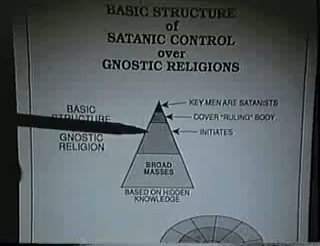 BASIC STRUCTURE
of
SATANIC CONTROL
over
GNOSTIC RELIGIONS
KEY MEN ARE SATANISTS
COVER "RULING" BODY
INITIATES
BASIC
STRUCTURE
GNOSTIC
RELIGION
BROAD
MASSES
BASED ON HIDDEN
KNOWLEDGE